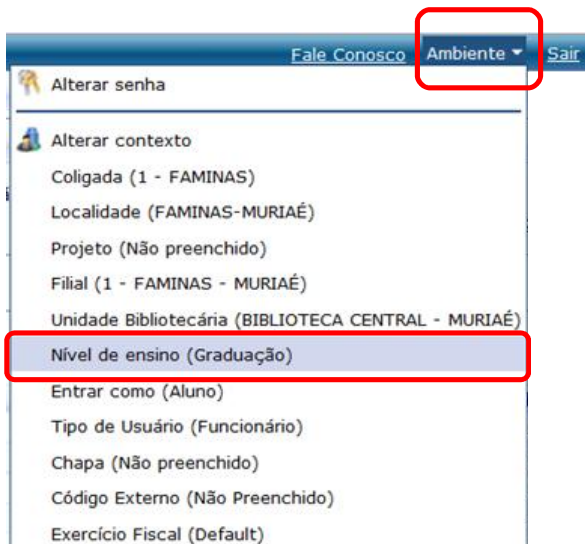 Fale Conosco Ambiente Sair
Alterar senha
Alterar contexto
Coligada (1 - FAMINAS)
Localidade (FAMINAS-MURIAÉ)
Projeto (Não preenchido)
Filial (1 - FAMINAS - MURIAÉ)
Unidade Bibliotecária (BIBLIOTECA CENTRAL - MURIAÉ)
Nível de ensino (Graduação)
Entrar como (Aluno)
Tipo de Usuário (Funcionário)
Chapa (Não preenchido)
Código Externo (Não Preenchido)
Exercício Fiscal (Default)